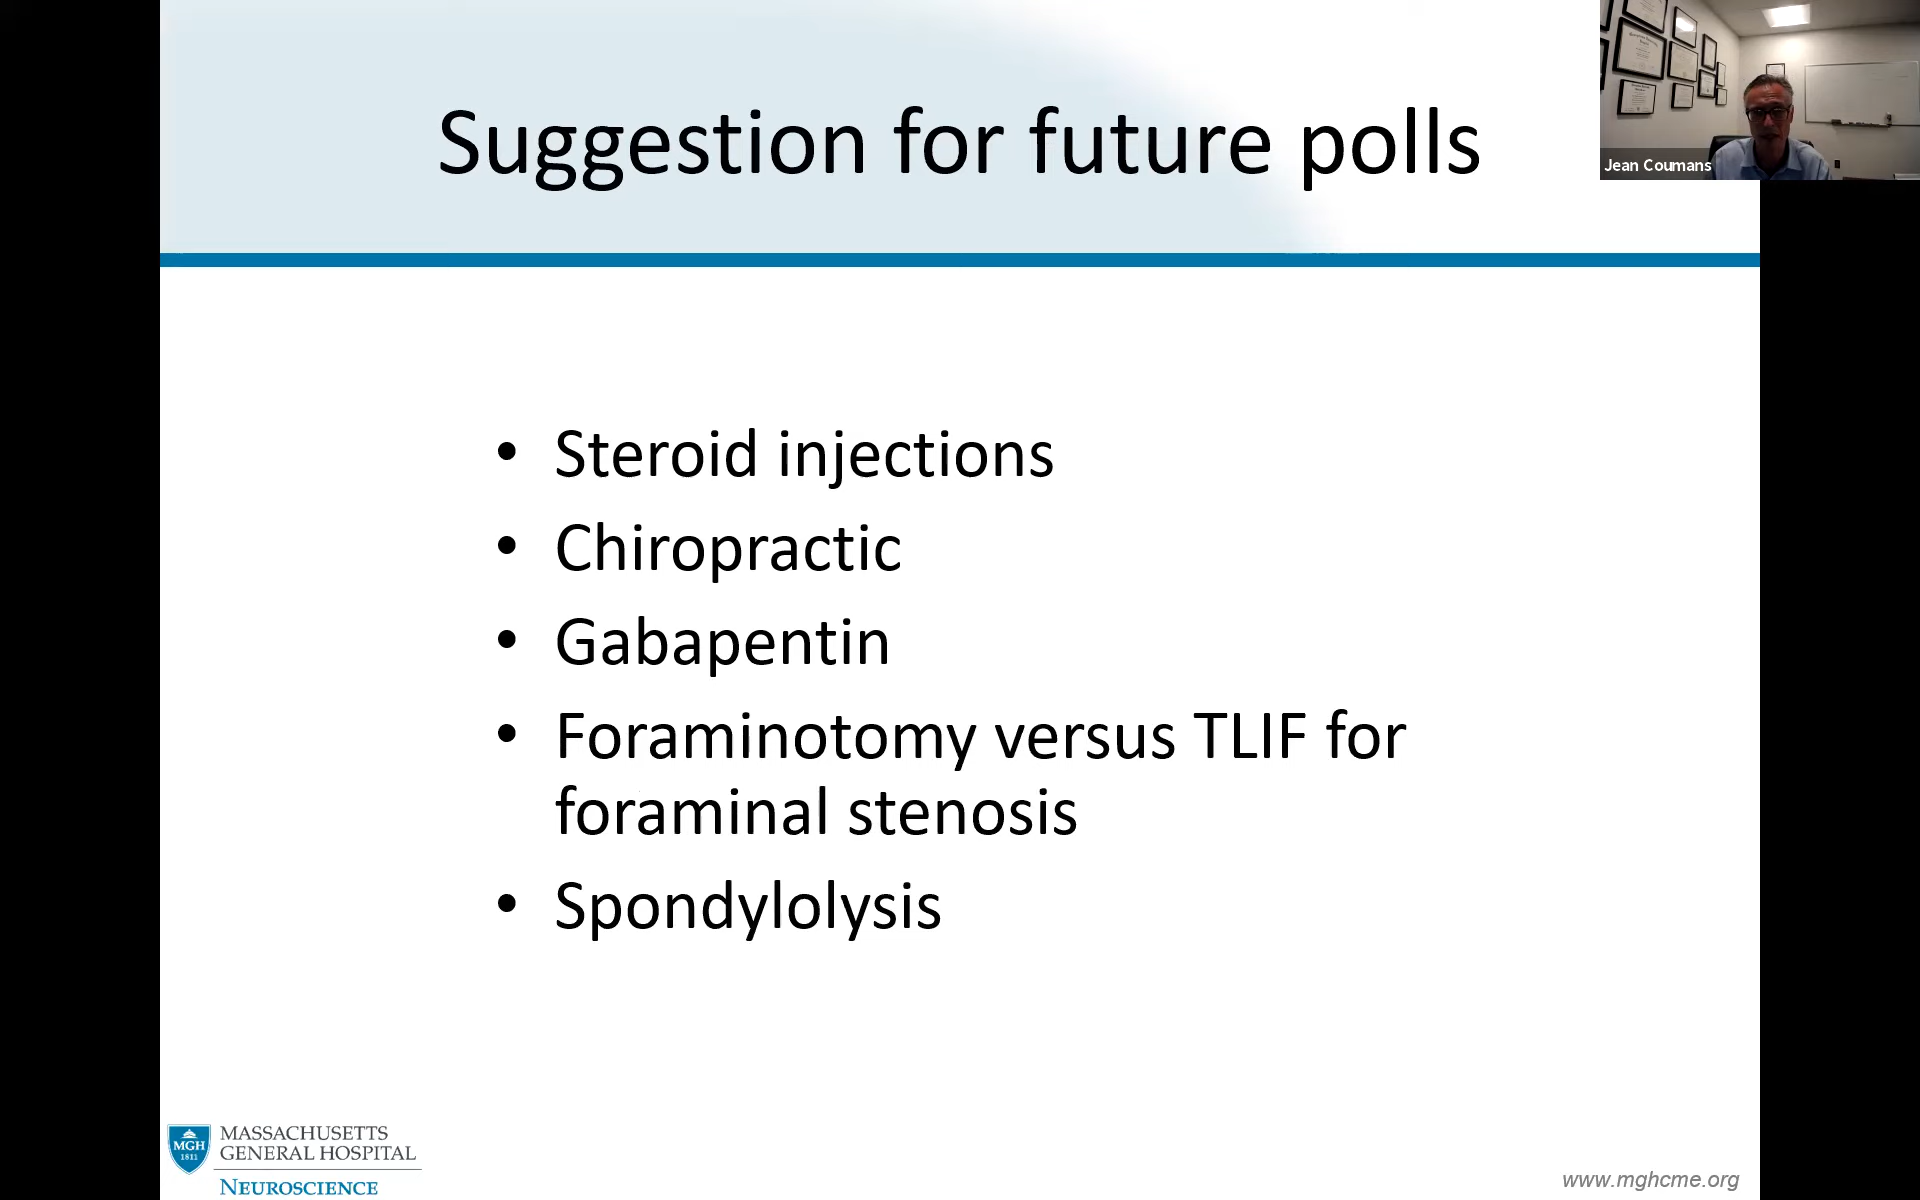 Suggestion for future polls
Jean Coumans
• Steroid injections
• Chiropractic
• Gabapentin
• Foraminotomy versus TLIF for
foraminal stenosis
• Spondylolysis
MGH
1811
MASSACHUSETTS
GENERAL HOSPITAL
NEUROSCIENCE
www.mghcme.org